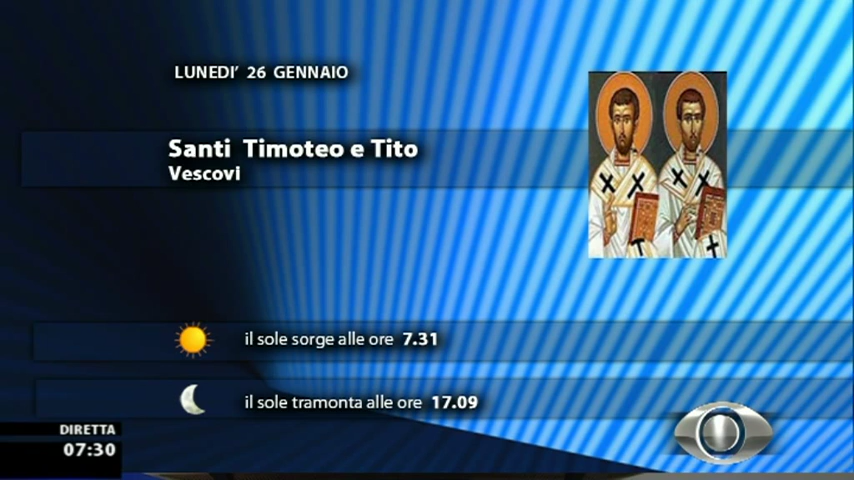 LUNEDI' 26 GENNAIO
Santi Timoteo e Tito
Vescovi
il sole sorge alle ore 7.31
il sole tramonta alle ore 17.09
DIRETTA
07:30